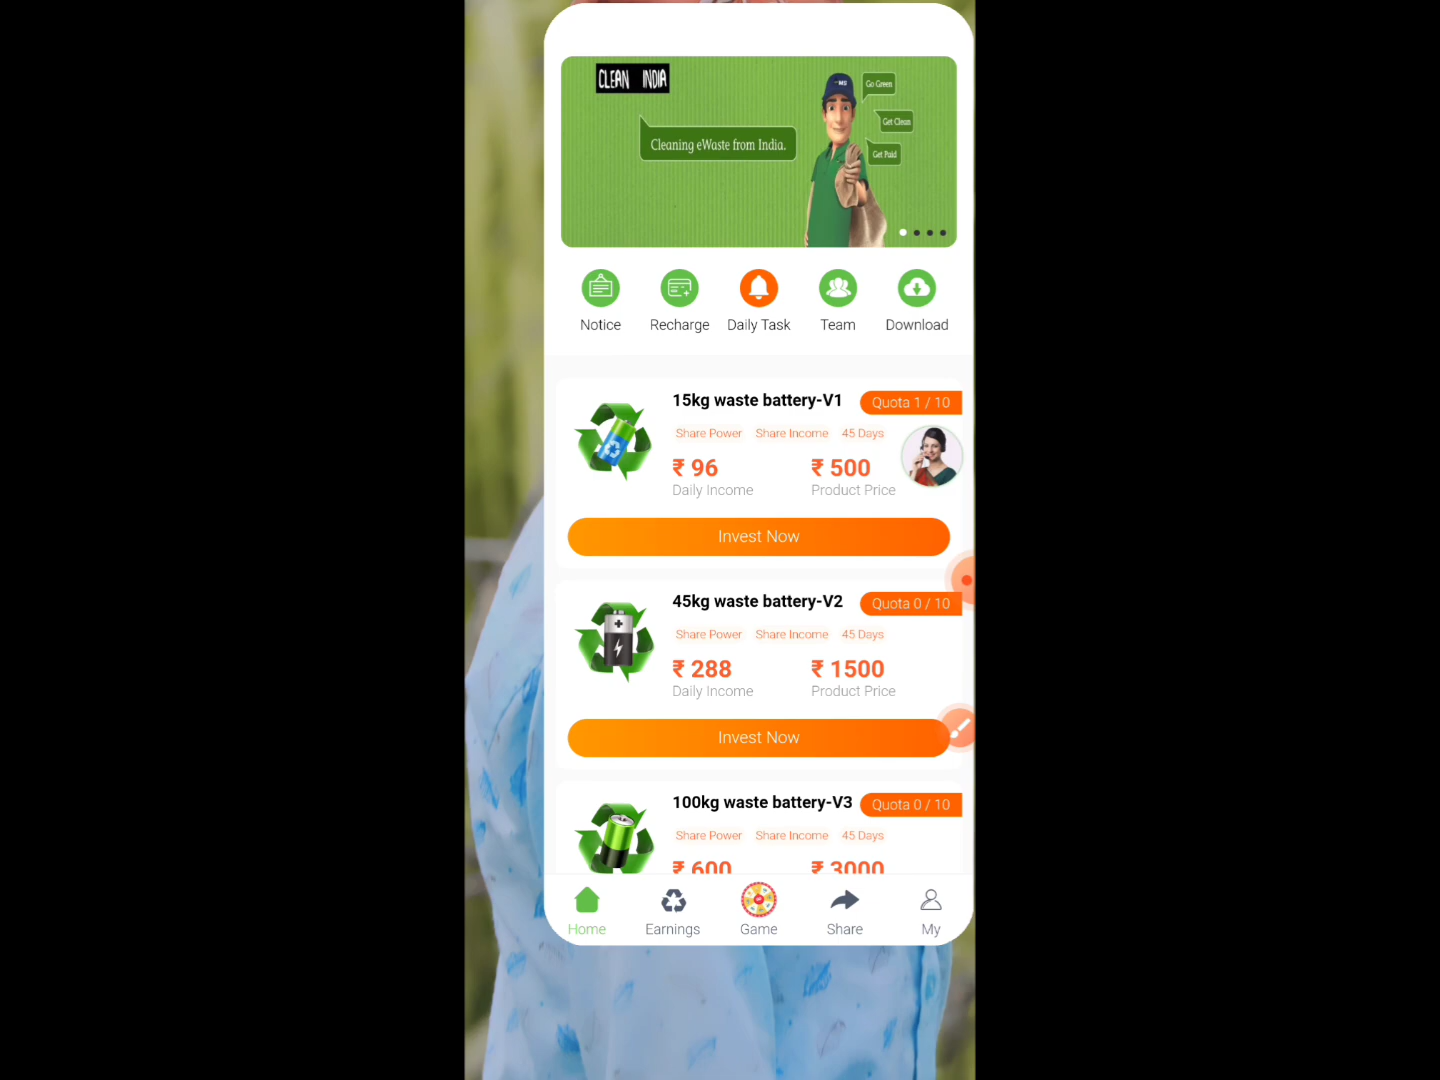 CLEAN INDIA
MS
Go Green
Get Clean
Cleaning eWaste from India.
Get Paid
Notice
Recharge
Daily Task
Team
Download
15kg waste battery-V1
Quota 1 / 10
Share Power
Share Income
45 Days
₹ 96
₹ 500
Daily Income
Product Price
Invest Now
45kg waste battery-V2
Quota 0 / 10
Share Power
Share Income
45 Days
₹ 288
₹ 1500
Daily Income
Product Price
Invest Now
100kg waste battery-V3
Quota 0 / 10
Share Power
Share Income
45 Days
₹ 600
₹ 3000
Home
Earnings
Game
Share
My